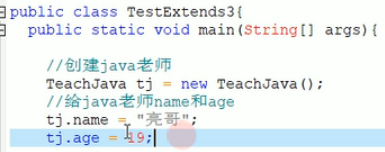 public class TestExtends3{
public static void main(String[] args){
//创建java老师
TeachJava tj = new TeachJava();
//给java老师name和age
tj.name = "亮哥";
tj.age = 19;